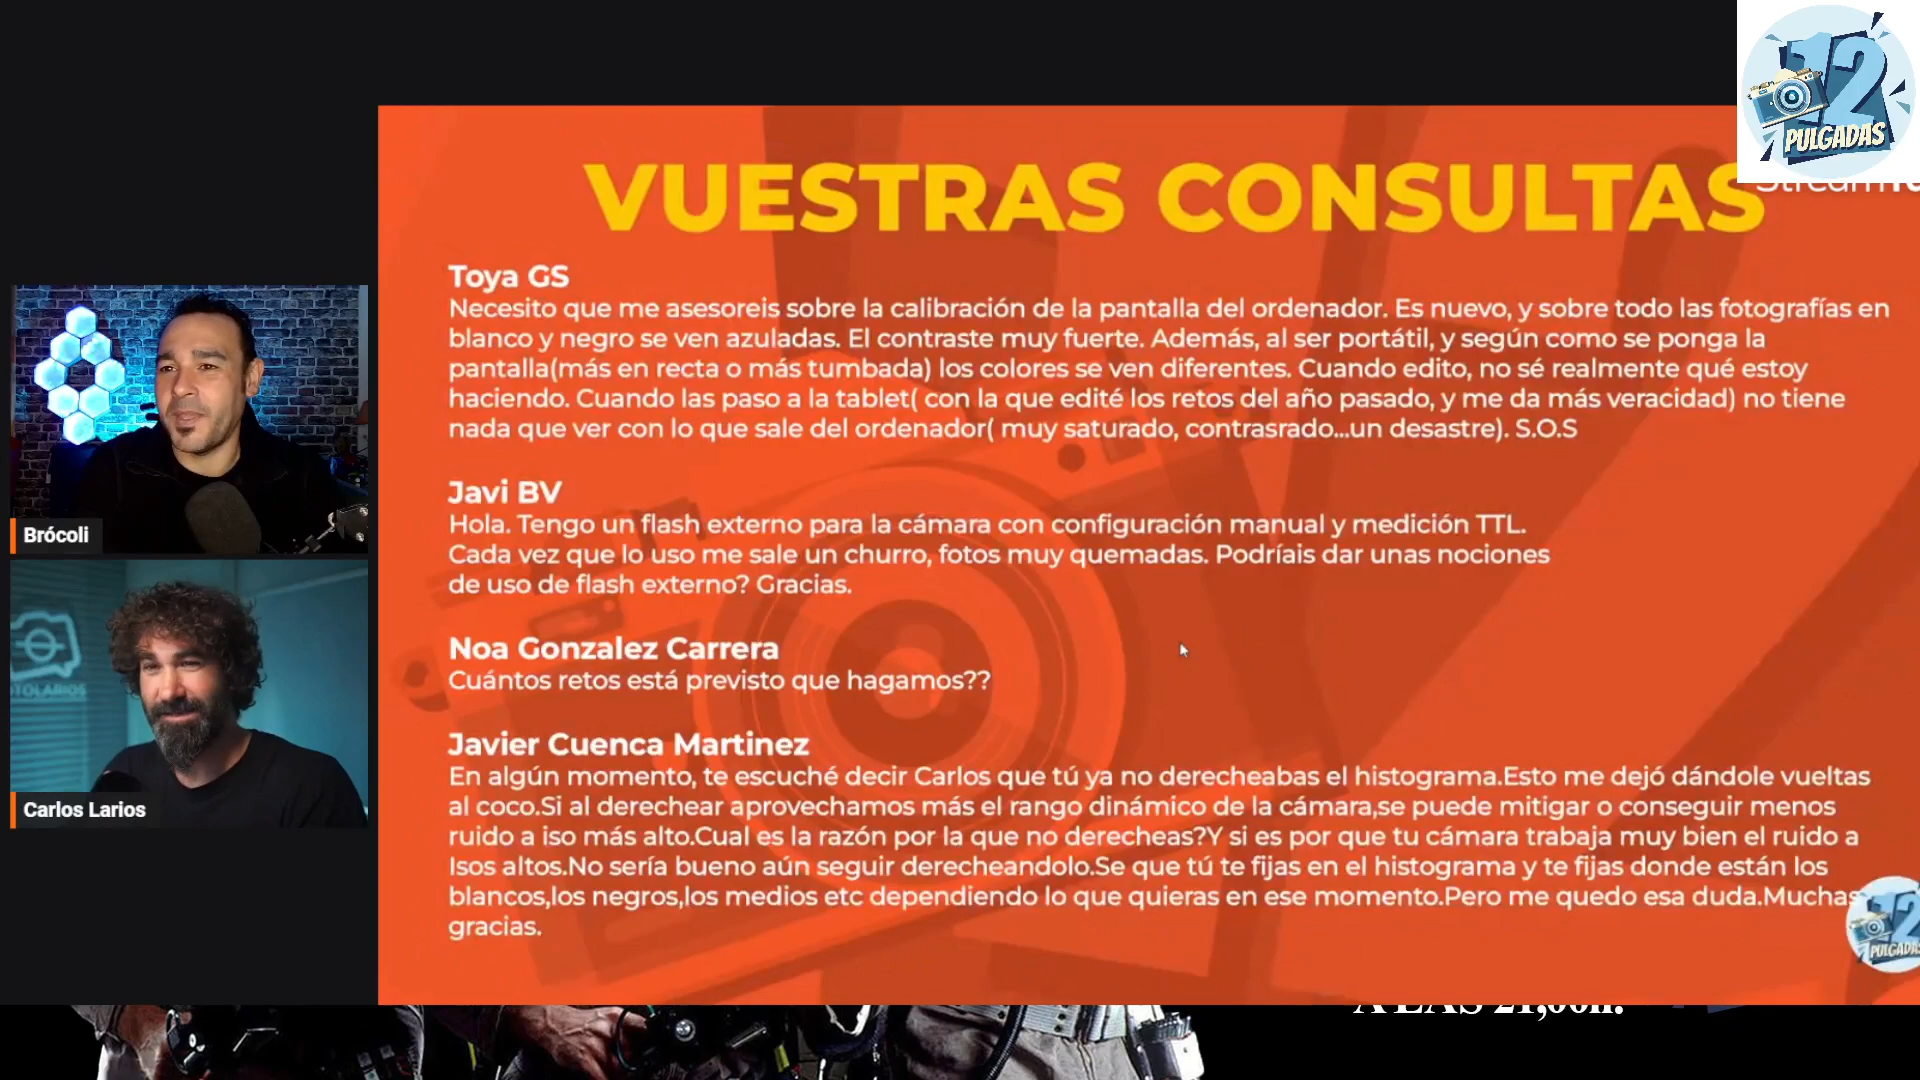 12
PULGADAS
VUESTRAS CONSULTAS
Toya GS
Necesito que me asesoreis sobre la calibración de la pantalla del ordenador. Es nuevo, y sobre todo las fotografías en
blanco y negro se ven azuladas. El contraste muy fuerte. Además, al ser portátil, y según como se ponga la
pantalla(más en recta o más tumbada) los colores se ven diferentes. Cuando edito, no sé realmente qué estoy
haciendo. Cuando las paso a la tablet( con la que edité los retos del año pasado, y me da más veracidad) no tiene
nada que ver con lo que sale del ordenador( muy saturado, contrasrado...un desastre). S.O.S
Javi BV
Hola. Tengo un flash externo para la cámara con configuración manual y medición TTL.
Cada vez que lo uso me sale un churro, fotos muy quemadas. Podríais dar unas nociones
de uso de flash externo? Gracias.
Noa Gonzalez Carrera
Cuántos retos está previsto que hagamos??
Javier Cuenca Martinez
En algún momento, te escuché decir Carlos que tú ya no derecheabas el histograma.Esto me dejó dándole vueltas
al coco.Si al derechear aprovechamos más el rango dinámico de la cámara,se puede mitigar o conseguir menos
ruido a iso más alto.Cual es la razón por la que no derecheas?Y si es por que tu cámara trabaja muy bien el ruido a
Isos altos.No sería bueno aún seguir derecheandolo.Se que tú te fijas en el histograma y te fijas donde están los
blancos,los negros,los medios etc dependiendo lo que quieras en ese momento.Pero me quedo esa duda.Muchas
gracias.
Brócoli
Carlos Larios
12